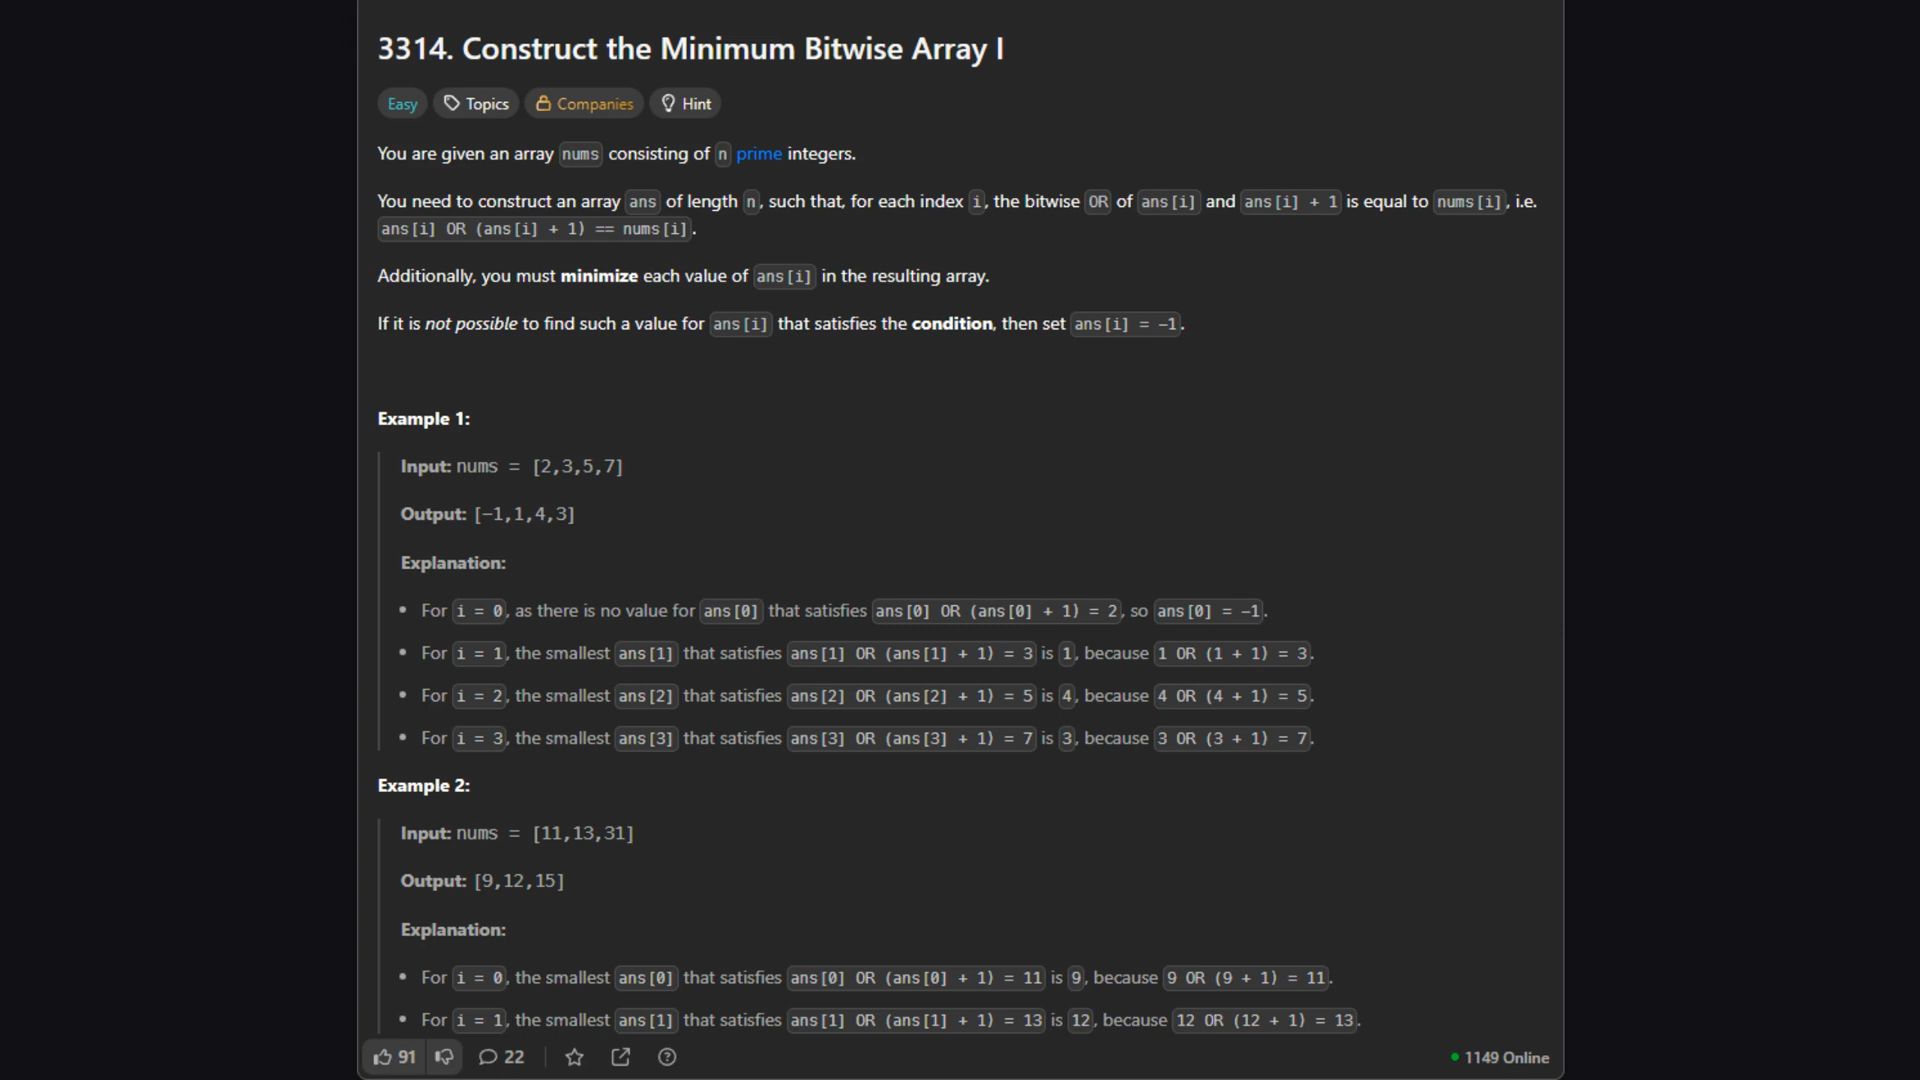 3314. Construct the Minimum Bitwise Array I
Easy Topics Companies Hint
You are given an array nums consisting of n prime integers.
You need to construct an array ans of length n, such that, for each index i, the bitwise OR of ans[i] and ans[i] + 1 is equal to nums[i], i.e.
ans[i] OR (ans[i] + 1) == nums[i].
Additionally, you must minimize each value of ans[i] in the resulting array.
If it is not possible to find such a value for ans[i] that satisfies the condition, then set ans[i] = -1.
Example 1:
Input: nums = [2,3,5,7]
Output: [-1,1,4,3]
Explanation:
• For i = 0, as there is no value for ans[0] that satisfies ans[0] OR (ans[0] + 1) = 2, so ans[0] = -1.
• For i = 1, the smallest ans[1] that satisfies ans[1] OR (ans[1] + 1) = 3 is 1, because 1 OR (1 + 1) = 3.
• For i = 2, the smallest ans[2] that satisfies ans[2] OR (ans[2] + 1) = 5 is 4, because 4 OR (4 + 1) = 5.
• For i = 3, the smallest ans[3] that satisfies ans[3] OR (ans[3] + 1) = 7 is 3, because 3 OR (3 + 1) = 7.
Example 2:
Input: nums = [11,13,31]
Output: [9,12,15]
Explanation:
• For i = 0, the smallest ans[0] that satisfies ans[0] OR (ans[0] + 1) = 11 is 9, because 9 OR (9 + 1) = 11.
• For i = 1, the smallest ans[1] that satisfies ans[1] OR (ans[1] + 1) = 13 is 12, because 12 OR (12 + 1) = 13.
91 22 1149 Online